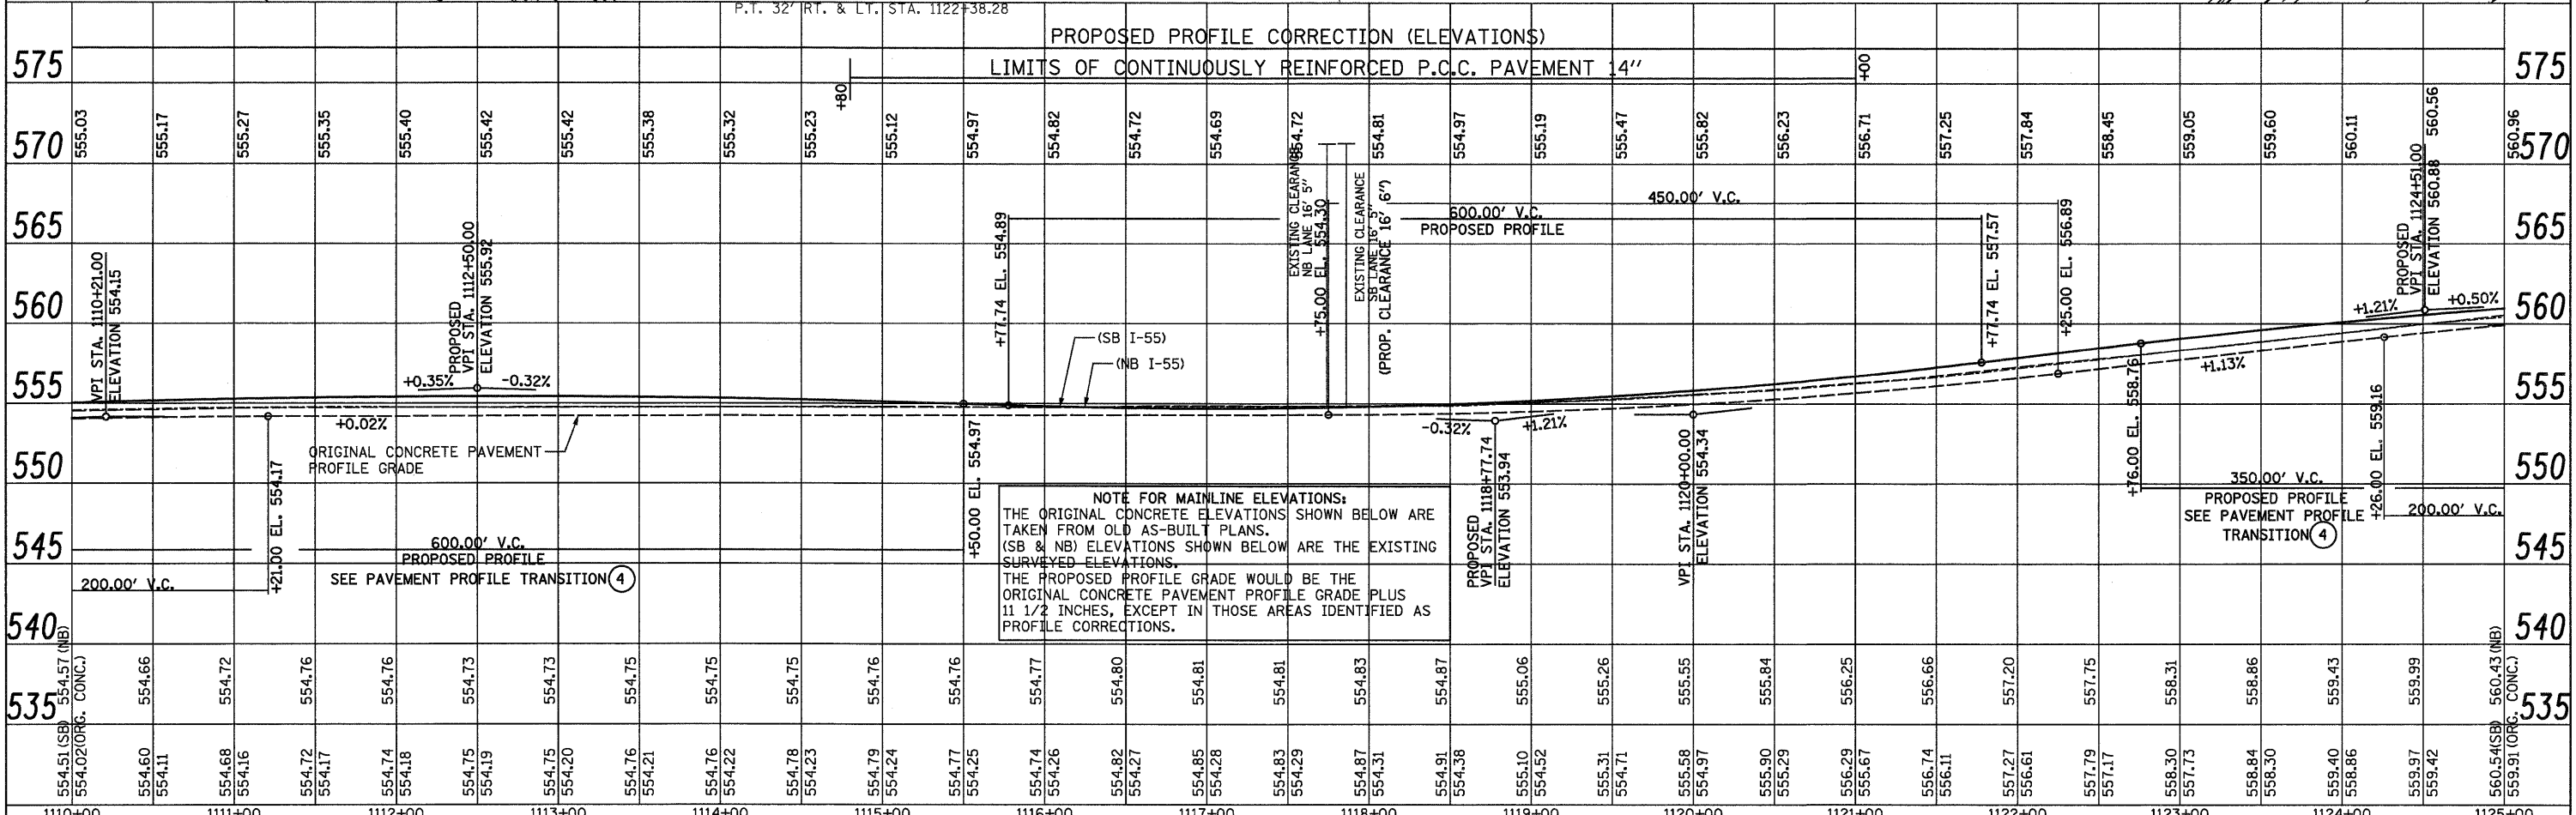 P.T. 32' RT. & LT. STA. 1122+38.28
PROPOSED PROFILE CORRECTION (ELEVATIONS)
LIMITS OF CONTINUOUSLY REINFORCED P.C.C. PAVEMENT 14"
+80
+00
575
575
555.03
555.17
555.27
555.35
555.40
555.42
555.42
555.38
555.32
555.23
555.12
554.97
554.82
554.72
554.69
554.72
554.81
554.97
555.19
555.47
555.82
556.23
556.71
557.25
557.84
558.45
559.05
559.60
560.11
560.56
560.96
570
570
565
565
560
560
555
555
550
550
545
545
540
540
535
535
VPI STA. 1110+21.00
ELEVATION 554.15
PROPOSED
VPI STA. 1112+50.00
ELEVATION 555.92
+0.35%
-0.32%
+77.74 EL. 554.89
EXISTING CLEARANCE
NB LANE 16' 5"
+75.00 EL. 554.30
EXISTING CLEARANCE
SB LANE 16' 5"
(PROP. CLEARANCE 16' 6")
450.00' V.C.
600.00' V.C.
PROPOSED PROFILE
+77.74 EL. 557.57
+25.00 EL. 556.89
PROPOSED
VPI STA. 1124+51.00
ELEVATION 560.88
+1.21%
+0.50%
(SB I-55)
(NB I-55)
+0.02%
ORIGINAL CONCRETE PAVEMENT
PROFILE GRADE
+21.00 EL. 554.17
+50.00 EL. 554.97
-0.32%
+1.21%
PROPOSED
VPI STA. 1118+77.74
ELEVATION 553.94
VPI STA. 1120+00.00
ELEVATION 554.34
+76.00 EL. 558.76
+1.13%
+26.00 EL. 559.16
350.00' V.C.
PROPOSED PROFILE
SEE PAVEMENT PROFILE
TRANSITION 4
200.00' V.C.
600.00' V.C.
PROPOSED PROFILE
SEE PAVEMENT PROFILE TRANSITION 4
200.00' V.C.
NOTE FOR MAINLINE ELEVATIONS:
THE ORIGINAL CONCRETE ELEVATIONS SHOWN BELOW ARE
TAKEN FROM OLD AS-BUILT PLANS.
(SB & NB) ELEVATIONS SHOWN BELOW ARE THE EXISTING
SURVEYED ELEVATIONS.
THE PROPOSED PROFILE GRADE WOULD BE THE
ORIGINAL CONCRETE PAVEMENT PROFILE GRADE PLUS
11 1/2 INCHES, EXCEPT IN THOSE AREAS IDENTIFIED AS
PROFILE CORRECTIONS.
554.57 (NB)
554.66
554.72
554.76
554.76
554.73
554.73
554.75
554.75
554.75
554.76
554.76
554.77
554.80
554.81
554.81
554.83
554.87
555.06
555.26
555.55
555.84
556.25
556.66
557.20
557.75
558.31
558.86
559.43
559.99
560.43 (NB)
554.51 (SB)
554.60
554.68
554.72
554.74
554.75
554.75
554.76
554.76
554.78
554.79
554.77
554.74
554.82
554.85
554.83
554.87
554.91
555.10
555.31
555.58
555.90
556.29
556.74
557.27
557.79
558.30
558.84
559.40
559.97
560.54(SB)
554.02(ORG. CONC.)
554.11
554.16
554.17
554.18
554.19
554.20
554.21
554.22
554.23
554.24
554.25
554.26
554.27
554.28
554.29
554.31
554.38
554.52
554.71
554.97
555.29
555.67
556.11
556.61
557.17
557.73
558.30
558.86
559.42
559.91 (ORG. CONC.)
1110+00
1111+00
1112+00
1113+00
1114+00
1115+00
1116+00
1117+00
1118+00
1119+00
1120+00
1121+00
1122+00
1123+00
1124+00
1125+00